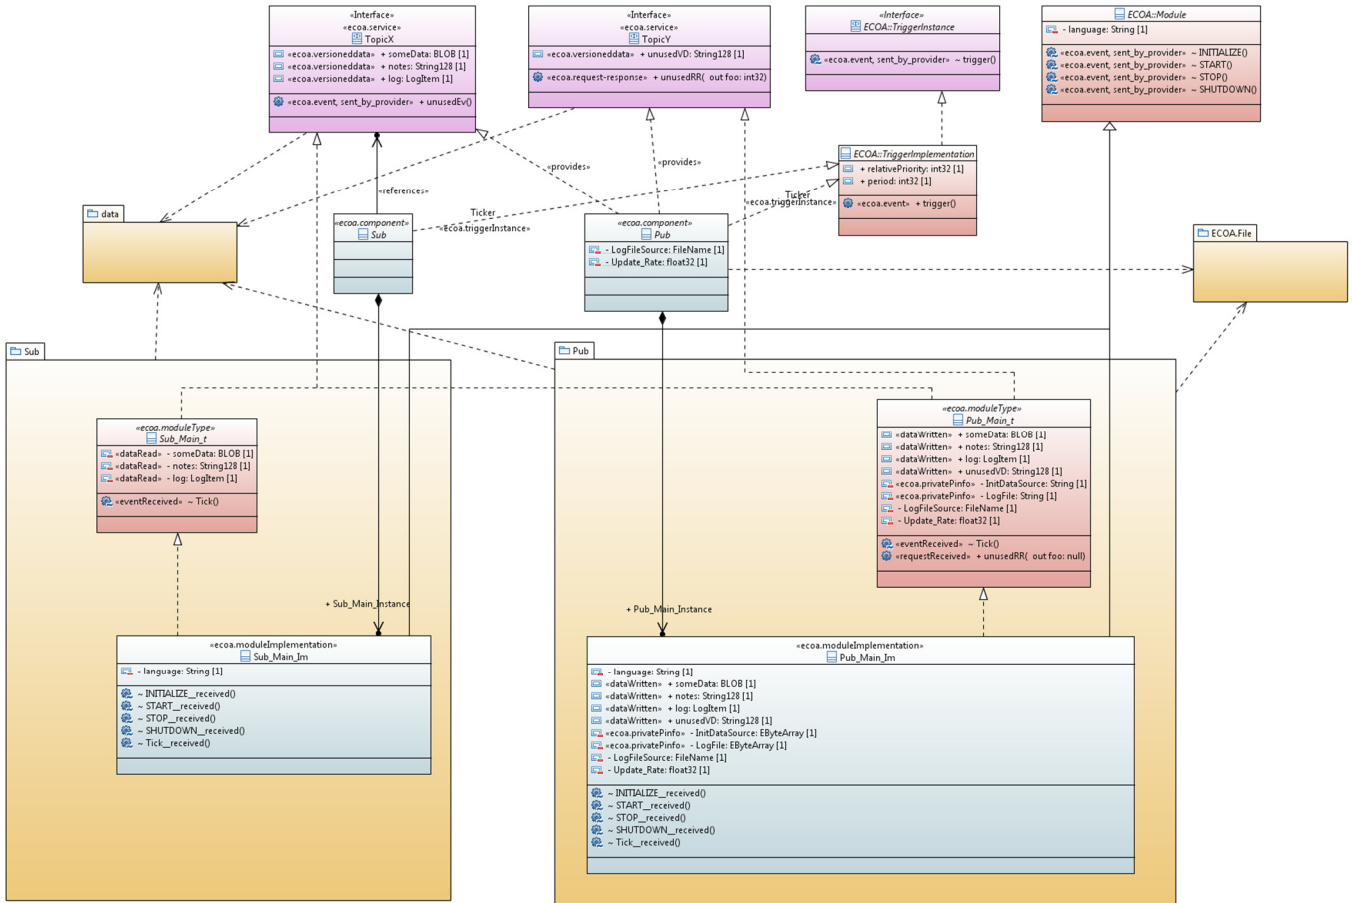 «Interface»
«ecoa.service»
TopicX
«ecoa.versioneddata» + someData: BLOB [1]
«ecoa.versioneddata» + notes: String128 [1]
«ecoa.versioneddata» + log: LogItem [1]
«ecoa.event, sent_by_provider» + unusedEv()
«Interface»
«ecoa.service»
TopicY
«ecoa.versioneddata» + unusedVD: String128 [1]
«ecoa.request-response» + unusedRR( out foo: int32)
«Interface»
ECOA::TriggerInstance
«ecoa.event, sent_by_provider» ~ trigger()
ECOA::Module
- language: String [1]
«ecoa.event, sent_by_provider» ~ INITIALIZE()
«ecoa.event, sent_by_provider» ~ START()
«ecoa.event, sent_by_provider» ~ STOP()
«ecoa.event, sent_by_provider» ~ SHUTDOWN()
ECOA::TriggerImplementation
+ relativePriority: int32 [1]
+ period: int32 [1]
«ecoa.event» + trigger()
«provides»
«provides»
«references»
Ticker
«ecoa.triggerInstance»
Ticker
«ecoa.triggerInstance»
data
«ecoa.component»
Sub
«ecoa.component»
Pub
- LogFileSource: FileName [1]
- Update_Rate: float32 [1]
ECOA.File
Sub
«ecoa.moduleType»
Sub_Main_t
«dataRead» - someData: BLOB [1]
«dataRead» - notes: String128 [1]
«dataRead» - log: LogItem [1]
«eventReceived» ~ Tick()
+ Sub_Main_Instance
«ecoa.moduleImplementation»
Sub_Main_Im
- language: String [1]
~ INITIALIZE__received()
~ START__received()
~ STOP__received()
~ SHUTDOWN__received()
~ Tick__received()
Pub
«ecoa.moduleType»
Pub_Main_t
«dataWritten» + someData: BLOB [1]
«dataWritten» + notes: String128 [1]
«dataWritten» + log: LogItem [1]
«dataWritten» + unusedVD: String128 [1]
«ecoa.privatePinfo» - InitDataSource: String [1]
«ecoa.privatePinfo» - LogFile: String [1]
- LogFileSource: FileName [1]
- Update_Rate: float32 [1]
«eventReceived» ~ Tick()
«requestReceived» + unusedRR( out foo: null)
+ Pub_Main_Instance
«ecoa.moduleImplementation»
Pub_Main_Im
- language: String [1]
«dataWritten» + someData: BLOB [1]
«dataWritten» + notes: String128 [1]
«dataWritten» + log: LogItem [1]
«dataWritten» + unusedVD: String128 [1]
«ecoa.privatePinfo» - InitDataSource: EByteArray [1]
«ecoa.privatePinfo» - LogFile: EByteArray [1]
- LogFileSource: FileName [1]
- Update_Rate: float32 [1]
~ INITIALIZE__received()
~ START__received()
~ STOP__received()
~ SHUTDOWN__received()
~ Tick__received()